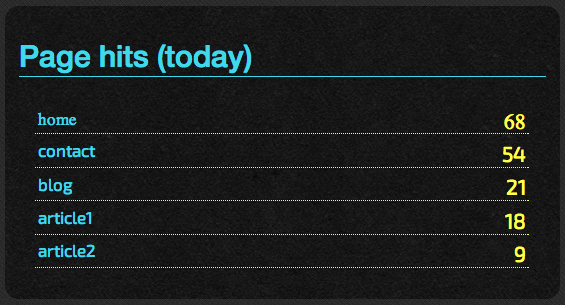 Page hits (today)
home 68
contact 54
blog 21
article1 18
article2 9